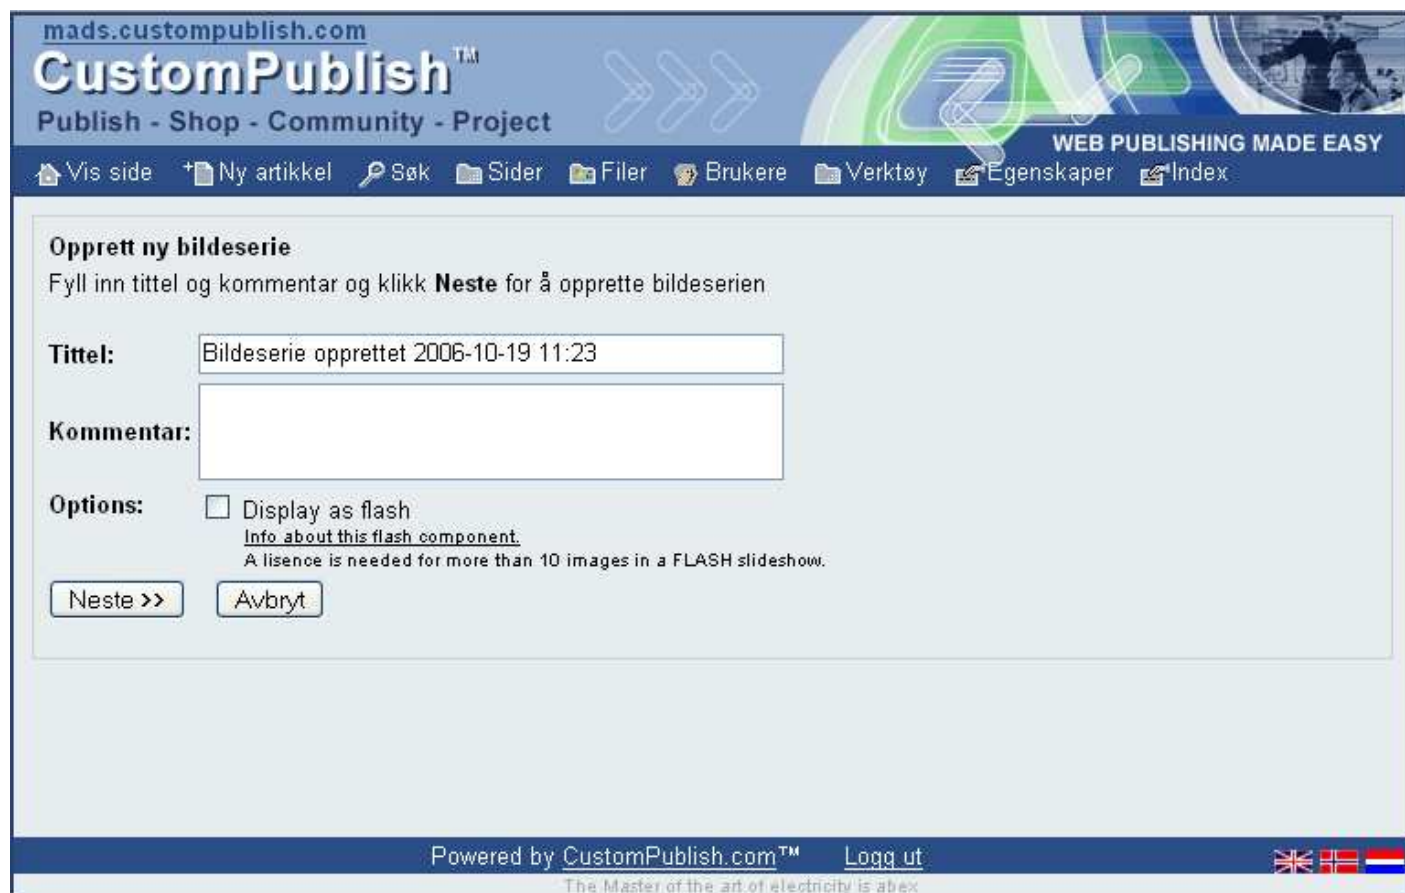 mads.custompublish.com
CustomPublish™
Publish - Shop - Community - Project
WEB PUBLISHING MADE EASY
Vis side Ny artikkel Søk Sider Filer Brukere Verktøy Egenskaper Index
Opprett ny bildeserie
Fyll inn tittel og kommentar og klikk Neste for å opprette bildeserien
Tittel: Bildeserie opprettet 2006-10-19 11:23
Kommentar:
Options: Display as flash
Info about this flash component.
A lisence is needed for more than 10 images in a FLASH slideshow.
Neste >> Avbryt
Powered by CustomPublish.com™ Logg ut
The Master of the art of electricity is abex